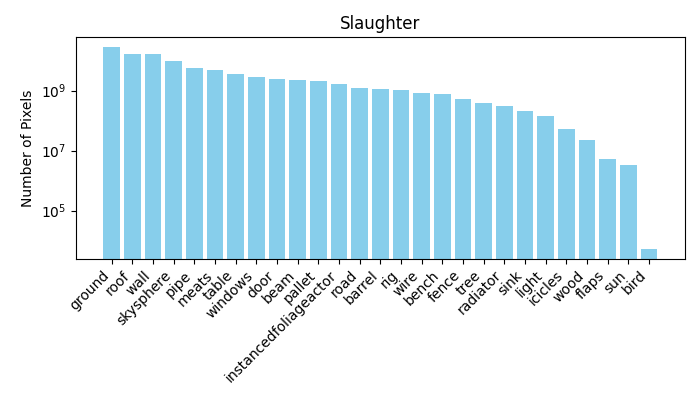 Slaughter
Number of Pixels
10^9
10^7
10^5
ground
roof
wall
skysphere
pipe
meats
table
windows
door
beam
pallet
instancedfoliageactor
road
barrel
rig
wire
bench
fence
tree
radiator
sink
light
icicles
wood
flaps
sun
bird